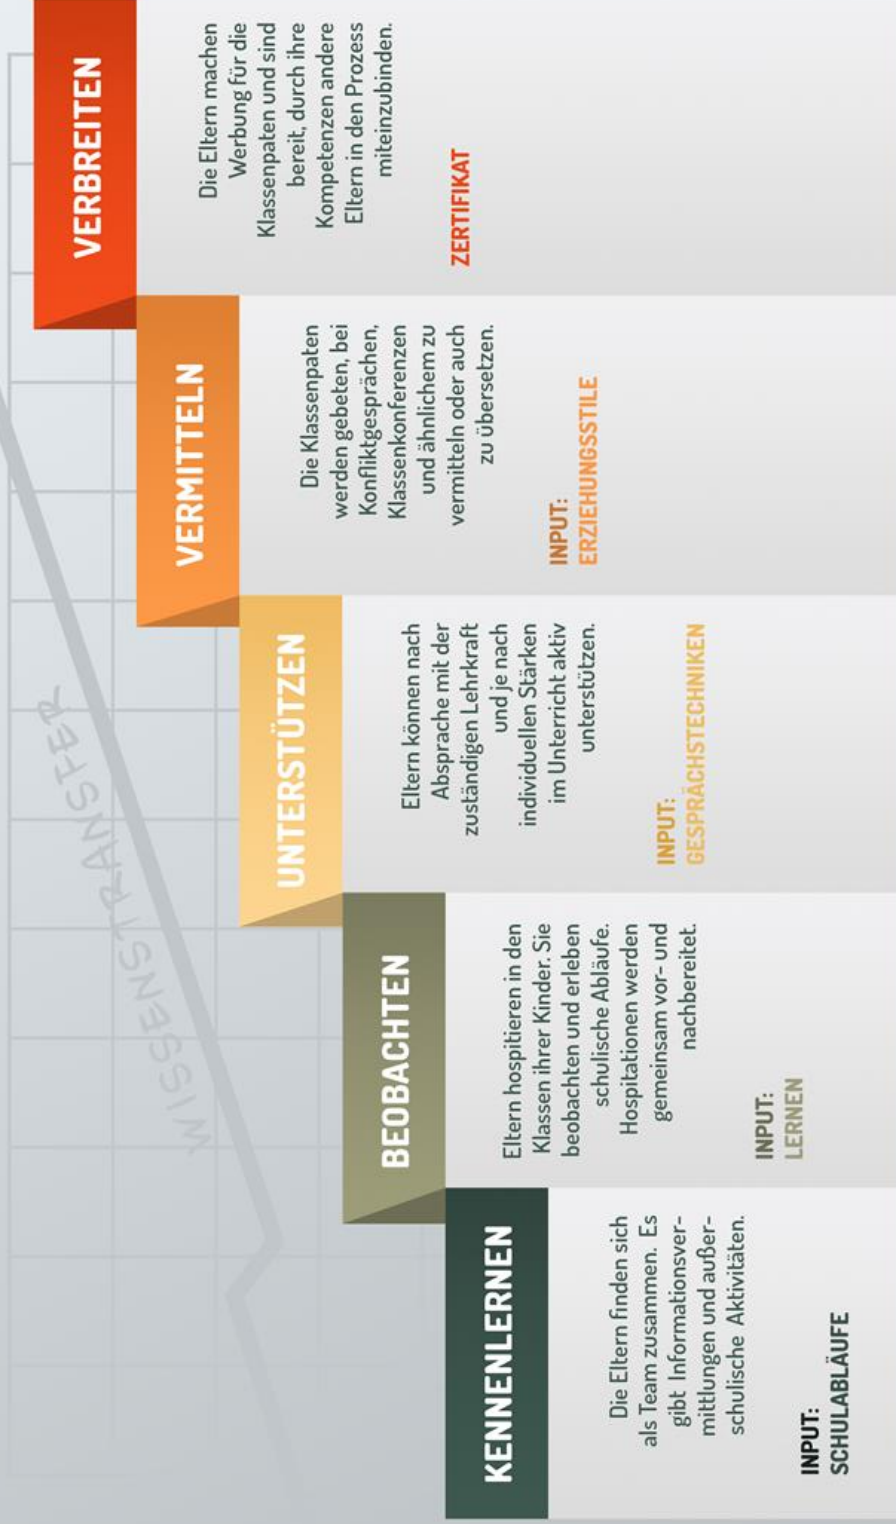 WISSENSTRANSFER
KENNENLERNEN
Die Eltern finden sich
als Team zusammen. Es
gibt Informationsver-
mittlungen und außer-
schulische Aktivitäten.
INPUT:
SCHULABLÄUFE
BEOBACHTEN
Eltern hospitieren in den
Klassen ihrer Kinder. Sie
beobachten und erleben
schulische Abläufe.
Hospitationen werden
gemeinsam vor- und
nachbereitet.
INPUT:
LERNEN
UNTERSTÜTZEN
Eltern können nach
Absprache mit der
zuständigen Lehrkraft
und je nach
individuellen Stärken
im Unterricht aktiv
unterstützen.
INPUT:
GESPRÄCHSTECHNIKEN
VERMITTELN
Die Klassenpaten
werden gebeten, bei
Konfliktgesprächen,
Klassenkonferenzen
und ähnlichem zu
vermitteln oder auch
zu übersetzen.
INPUT:
ERZIEHUNGSSTILE
VERBREITEN
Die Eltern machen
Werbung für die
Klassenpaten und sind
bereit, durch ihre
Kompetenzen andere
Eltern in den Prozess
miteinzubinden.
ZERTIFIKAT